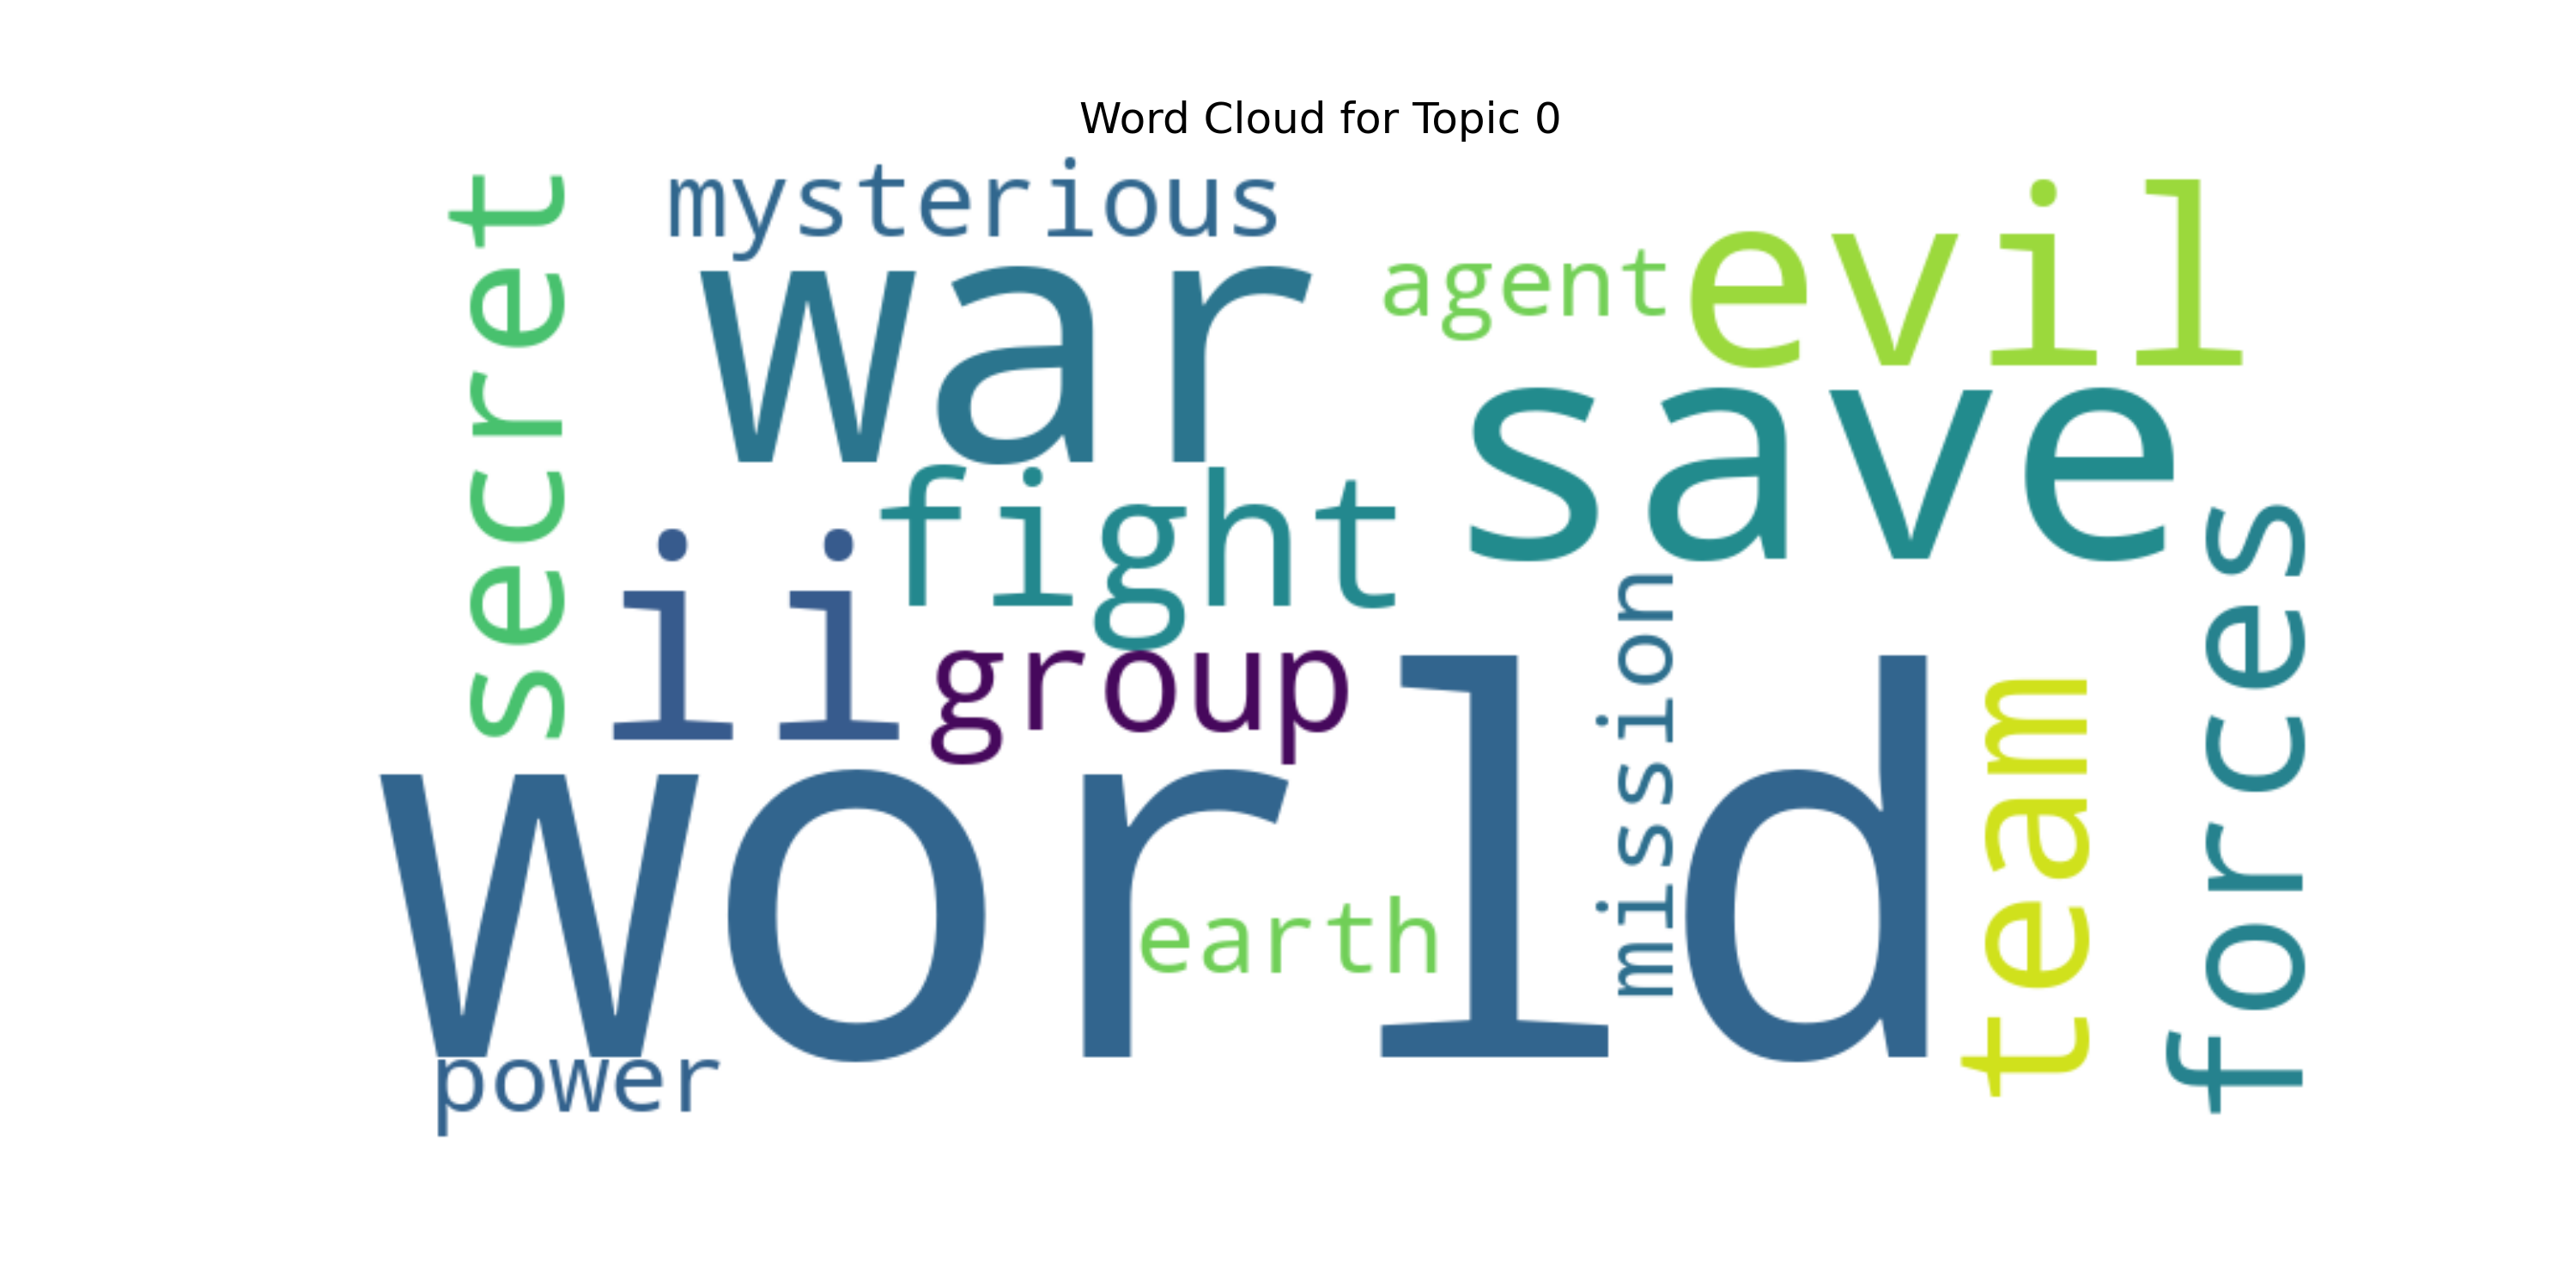 Word Cloud for Topic 0
mysterious
secret
war
agent
evil
save
fight
ii
group
mission
forces
team
world
earth
power